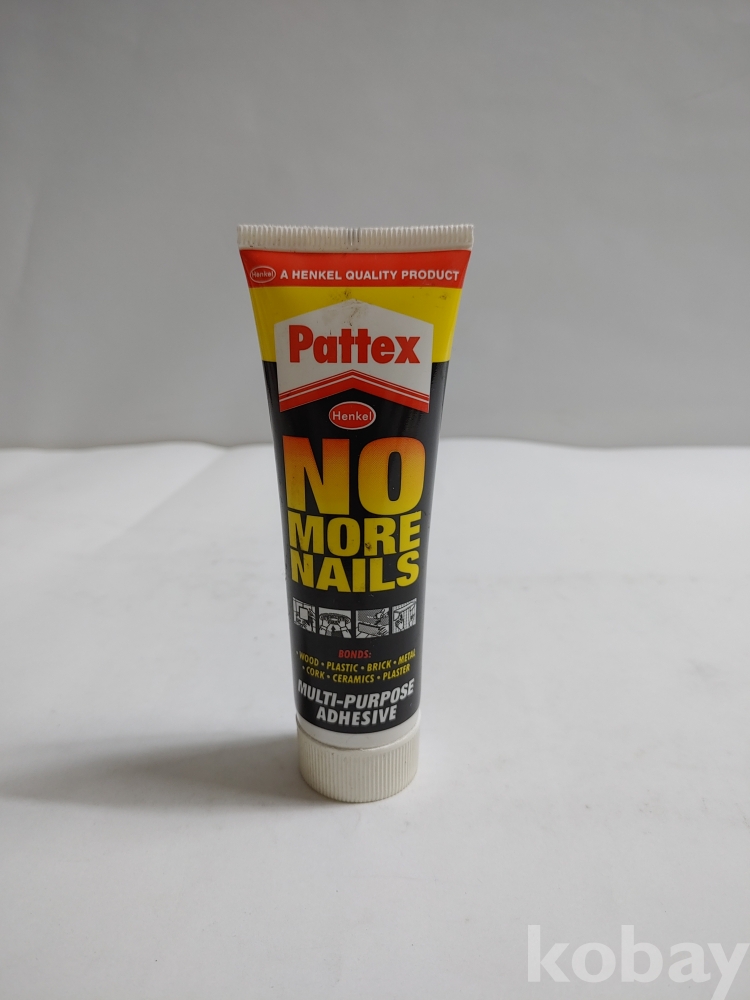 Henkel A HENKEL QUALITY PRODUCT
Pattex
Henkel
NO
MORE
NAILS
BONDS:
• WOOD • PLASTIC • BRICK • METAL
• CORK • CERAMICS • PLASTER
MULTI-PURPOSE
ADHESIVE
kobay